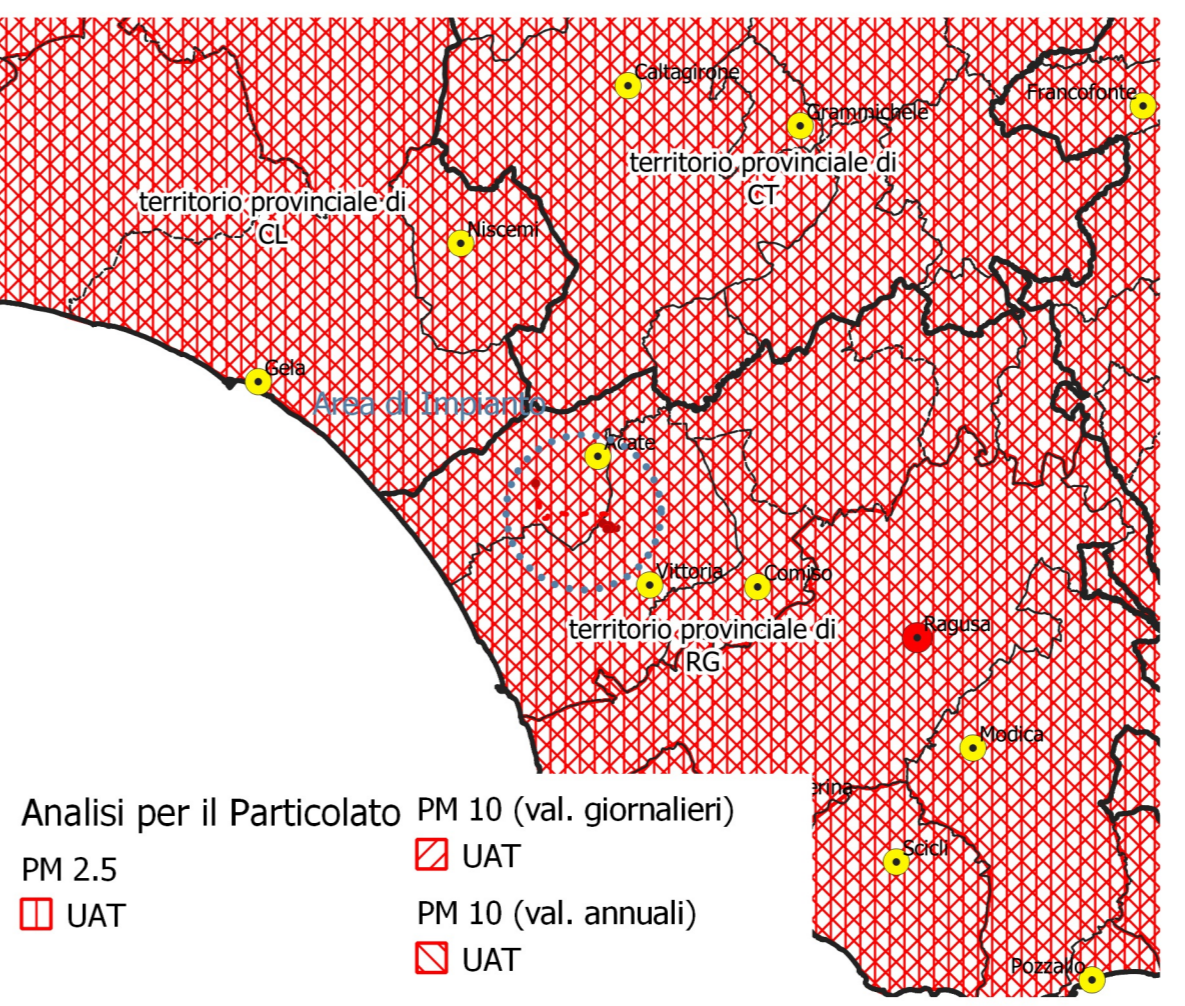 Caltagirone
Francofonte
Grammichele
territorio provinciale di
CT
territorio provinciale di
CL
Niscemi
Gela
Area di Impianto
Acate
Vittoria
Comiso
territorio provinciale di
RG
Ragusa
Modica
erina
Scicli
Pozzallo
Analisi per il Particolato
PM 2.5
UAT
PM 10 (val. giornalieri)
UAT
PM 10 (val. annuali)
UAT